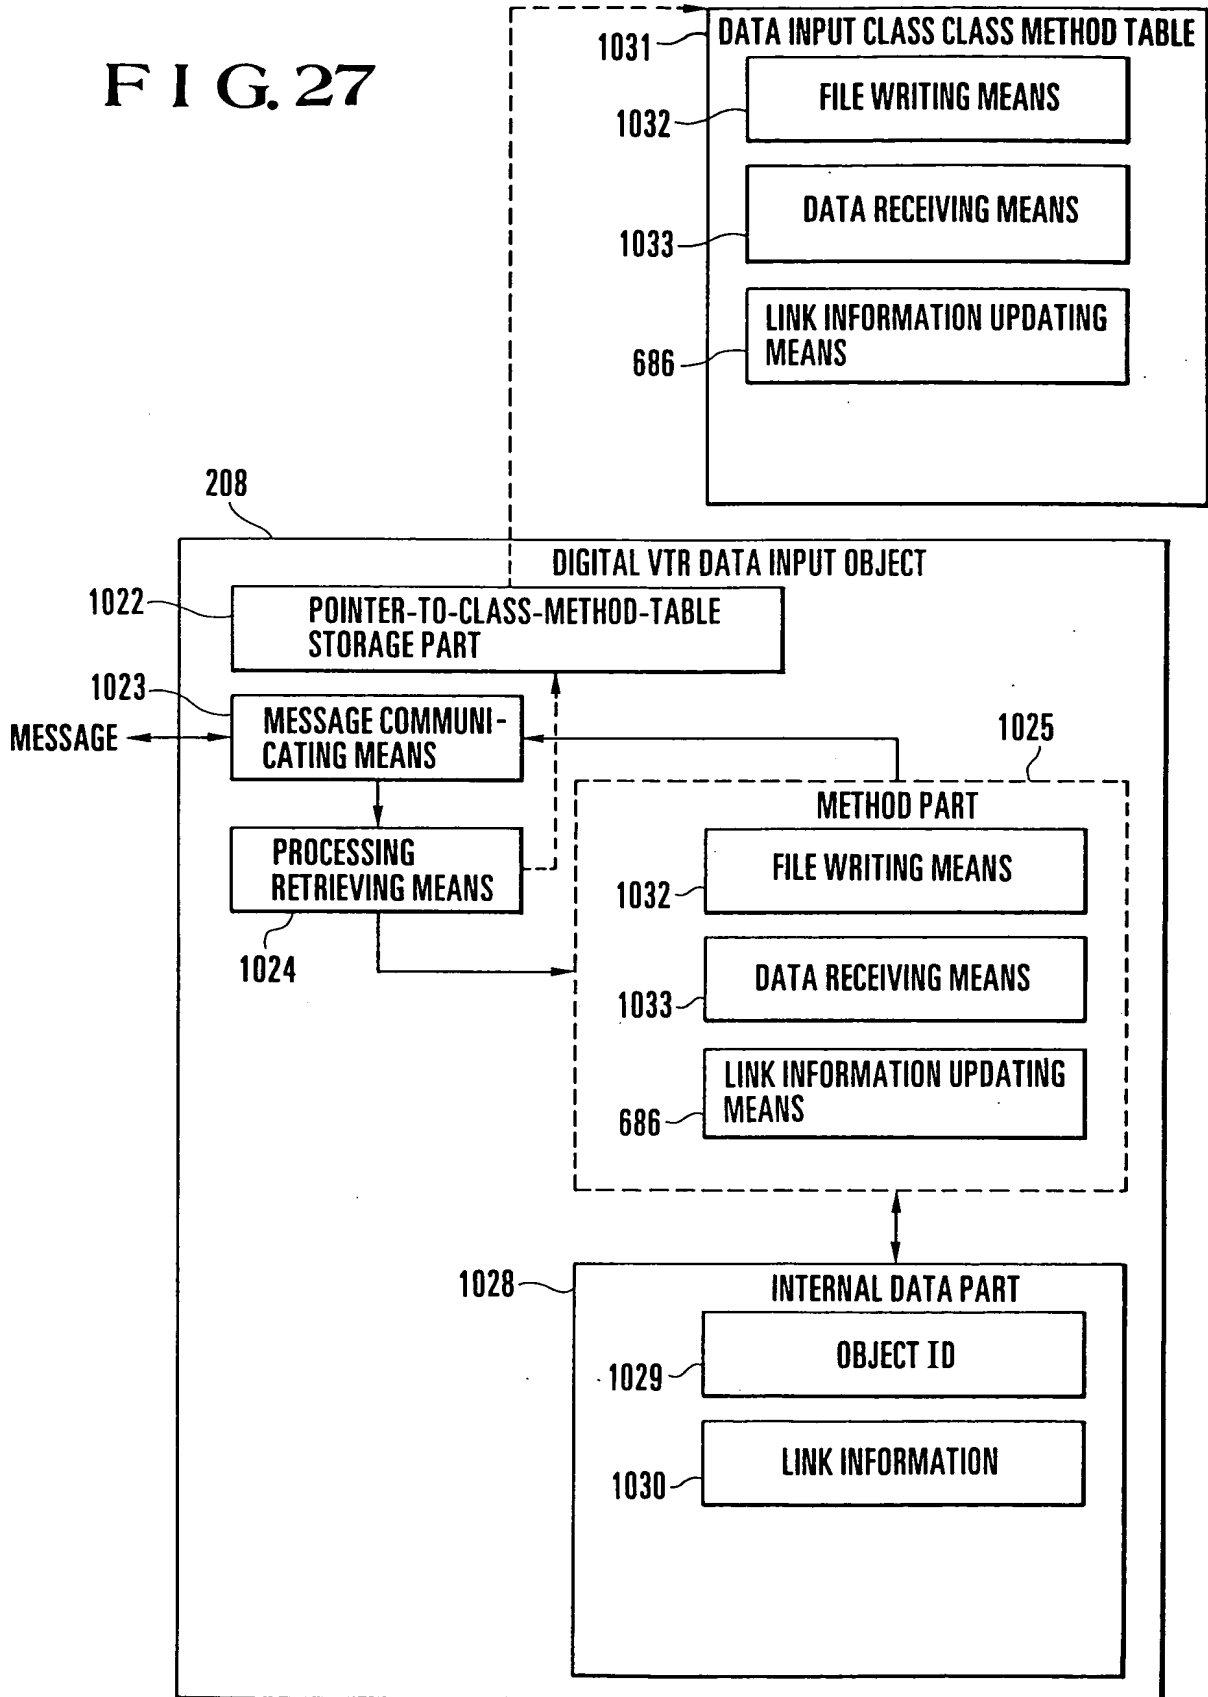 FIG. 27
1031
DATA INPUT CLASS CLASS METHOD TABLE
FILE WRITING MEANS
1032
DATA RECEIVING MEANS
1033
LINK INFORMATION UPDATING
MEANS
686
208
DIGITAL VTR DATA INPUT OBJECT
1022
POINTER-TO-CLASS-METHOD-TABLE
STORAGE PART
1023
MESSAGE
MESSAGE COMMUNI-
CATING MEANS
1025
PROCESSING
RETRIEVING MEANS
1024
METHOD PART
FILE WRITING MEANS
1032
DATA RECEIVING MEANS
1033
LINK INFORMATION UPDATING
MEANS
686
1028
INTERNAL DATA PART
OBJECT ID
1029
LINK INFORMATION
1030